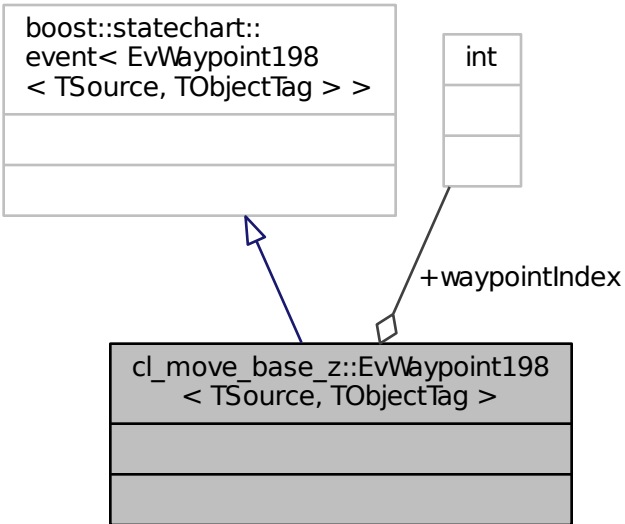 boost::statechart::
event< EvWaypoint198
< TSource, TObjectTag > >
int
+waypointIndex
cl_move_base_z::EvWaypoint198
< TSource, TObjectTag >